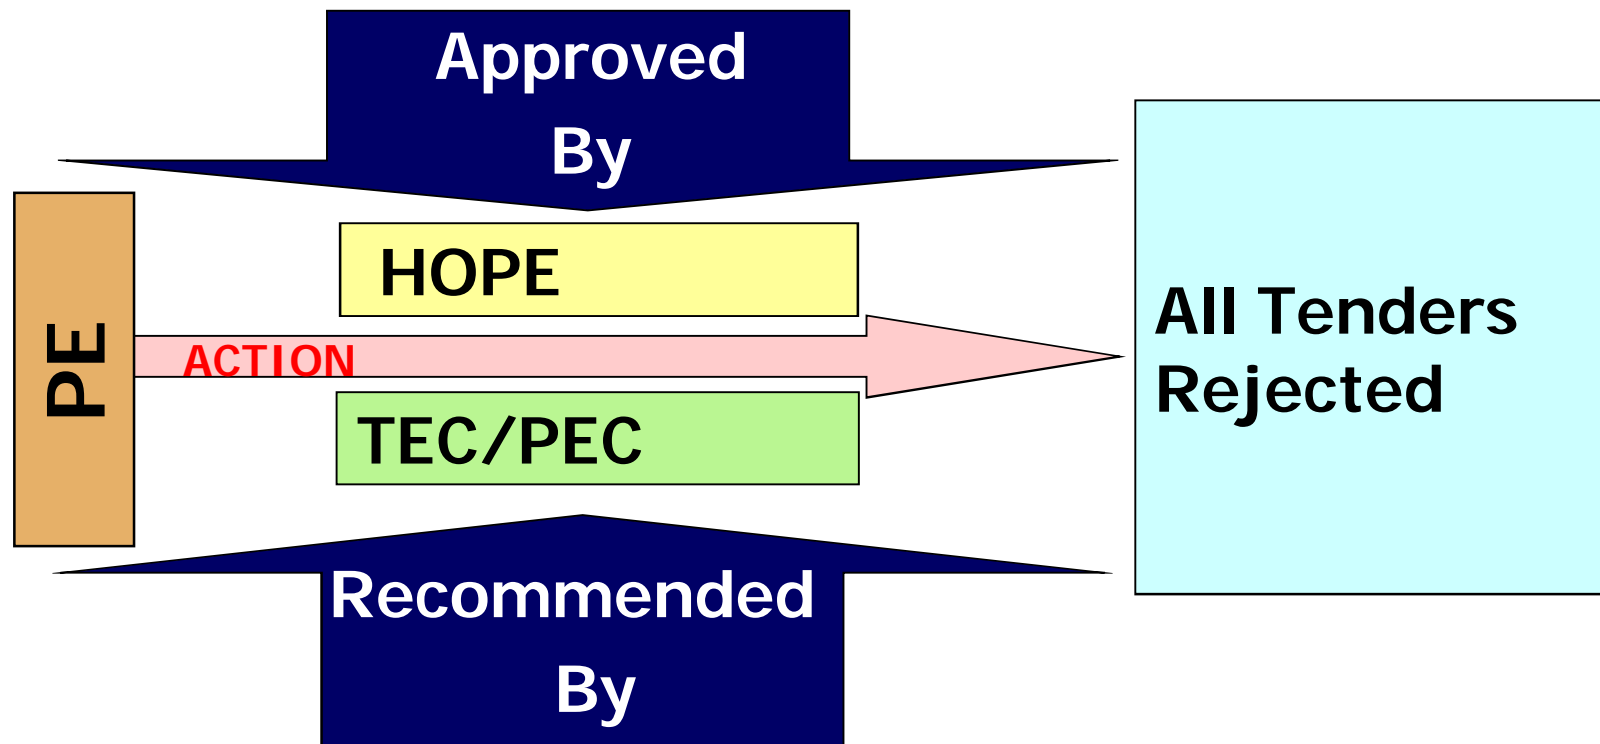 Approved
By
HOPE
PE
ACTION
TEC/PEC
All Tenders
Rejected
Recommended
By